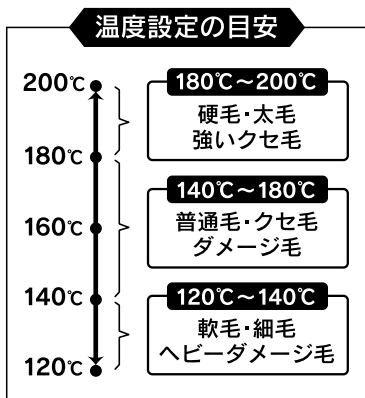 温度設定の目安
200℃
180℃
160℃
140℃
120℃
180℃～200℃
硬毛･太毛
強いクセ毛
140℃～180℃
普通毛･クセ毛
ダメージ毛
120℃～140℃
軟毛･細毛
ヘビーダメージ毛